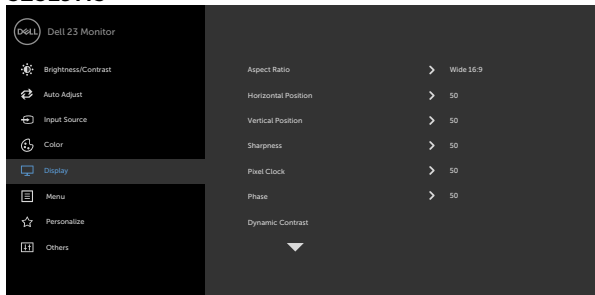 DELL Dell 23 Monitor
Brightness/Contrast
Auto Adjust
Input Source
Color
Display
Menu
Personalize
Others
Aspect Ratio Wide 16:9
Horizontal Position 50
Vertical Position 50
Sharpness 50
Pixel Clock 50
Phase 50
Dynamic Contrast